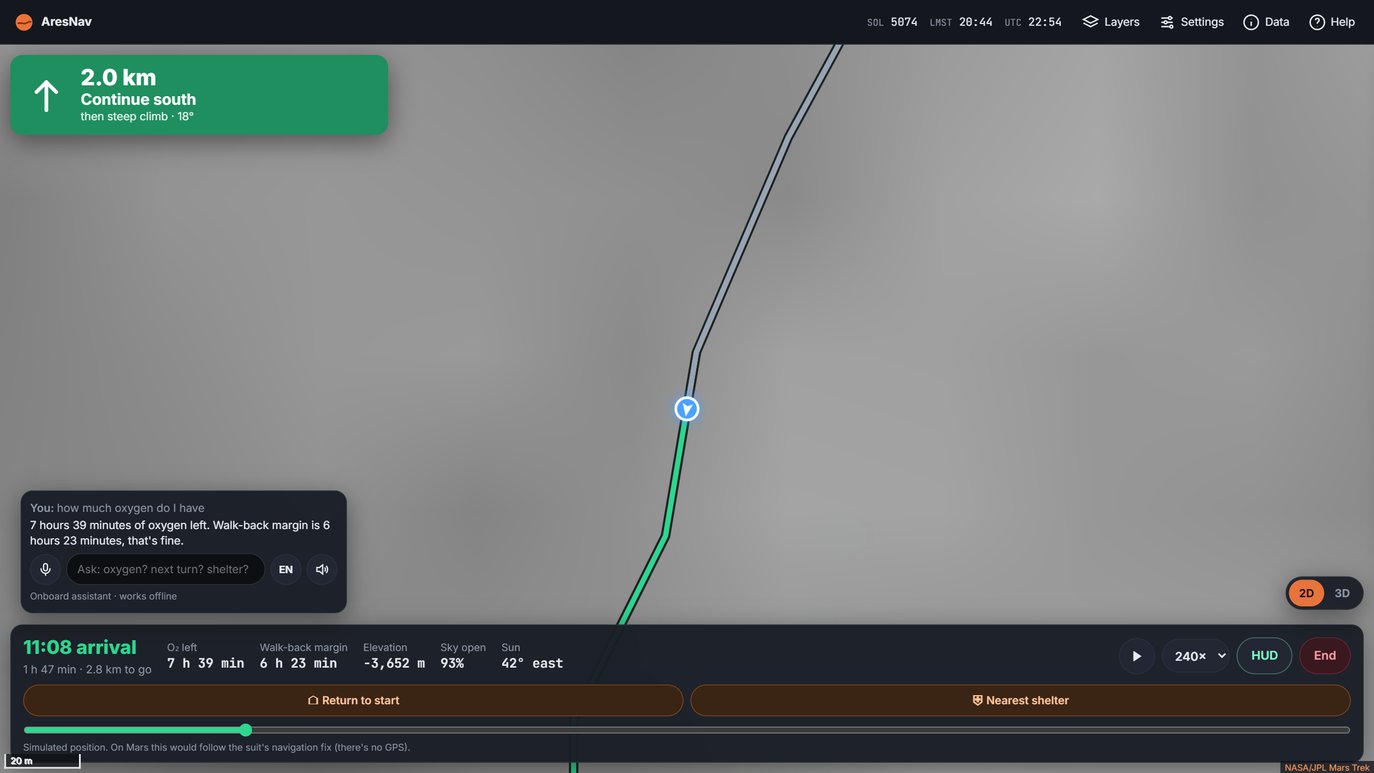 AresNav
SOL 5074 LMST 20:44 UTC 22:54 Layers Settings Data Help
2.0 km
Continue south
then steep climb · 18°
You: how much oxygen do I have
7 hours 39 minutes of oxygen left. Walk-back margin is 6
hours 23 minutes, that's fine.
Ask: oxygen? next turn? shelter? EN
Onboard assistant · works offline
2D 3D
11:08 arrival
1 h 47 min · 2.8 km to go
O₂ left
7 h 39 min
Walk-back margin
6 h 23 min
Elevation
-3,652 m
Sky open
93%
Sun
42° east
240× HUD End
Return to start
Nearest shelter
Simulated position. On Mars this would follow the suit's navigation fix (there's no GPS).
20 m
NASA/JPL Mars Trek